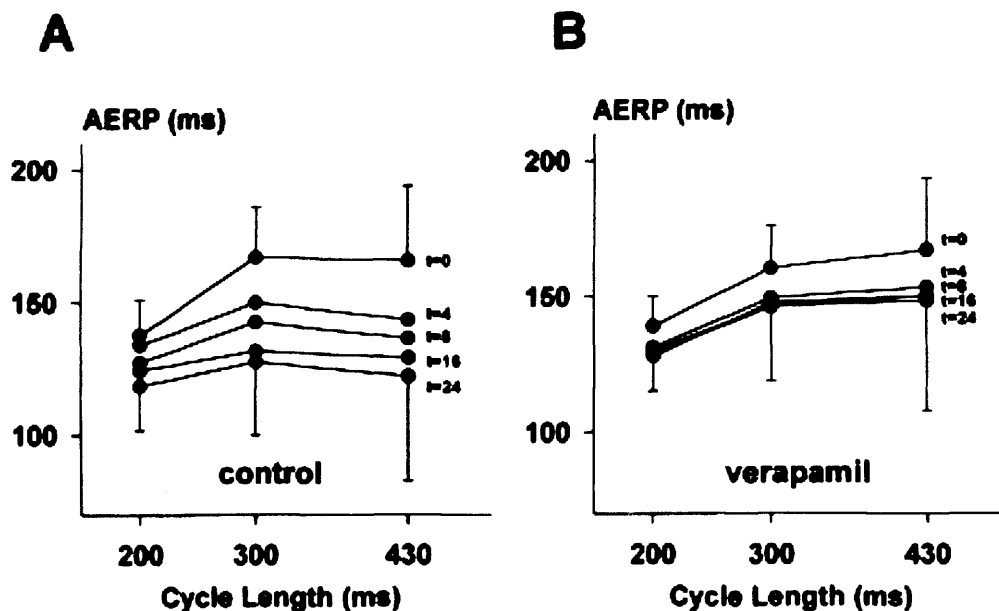 A
AERP (ms)
200
150
100
t=0
t=4
t=8
t=16
t=24
control
200
300
430
Cycle Length (ms)
B
AERP (ms)
200
150
100
t=0
t=4
t=8
t=16
t=24
verapamil
200
300
430
Cycle Length (ms)